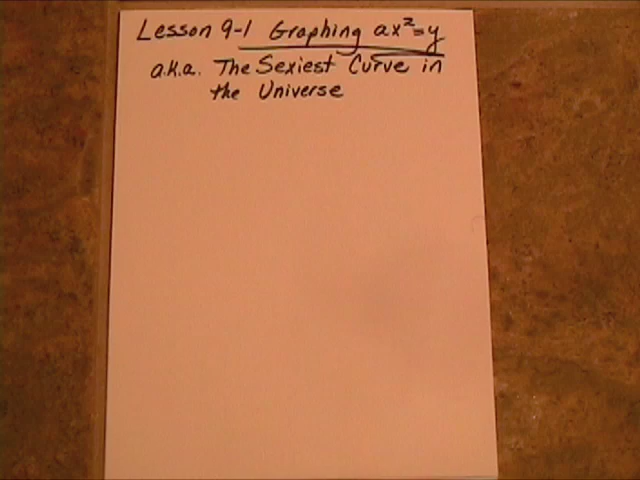 Lesson 9-1 Graphing ax²=y
a.k.a. The Sexiest Curve in
the Universe